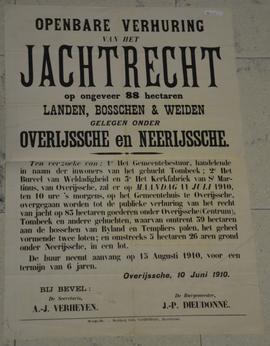 OPENBARE VERHURING
VAN HET
JACHTRECHT
op ongeveer 88 hectaren
LANDEN, BOSSCHEN & WEIDEN
GELEGEN ONDER
OVERIJSSCHE en NEERIJSSCHE.
Ten verzoeke van: 1° Het Gemeentebestuur, handelende
in naam der inwoners van het gehucht Tombeek; 2° het
Bureel van Weldadigheid en 3° Het Kerkfabriek van St Mar-
tinus, van Overijssche, zal er op MAANDAG 11 JULI 1910,
ten 10 ure 's morgens, op het Gemeentehuis te Overijssche,
overgegaan worden tot de publieke verhuring van het recht
van jacht op 83 hectaren goederen onder Overijssche (Centrum),
Tombeek en andere gehuchten, waarvan omtrent 59 hectaren
aan de bosschen van Ryland en Templiers palen, het geheel
vormende twee loten; en omstreeks 5 hectaren 26 aren grond
onder Neerijssche, in een lot.
De huur neemt aanvang op 15 Augusti 1910, voor een
termijn van 6 jaren.
Overijssche, 10 Juni 1910.
BIJ BEVEL:
De Secretaris,
A.-J. VERHEYEN.
De Burgemeester,
J.-P. DIEUDONNÉ.